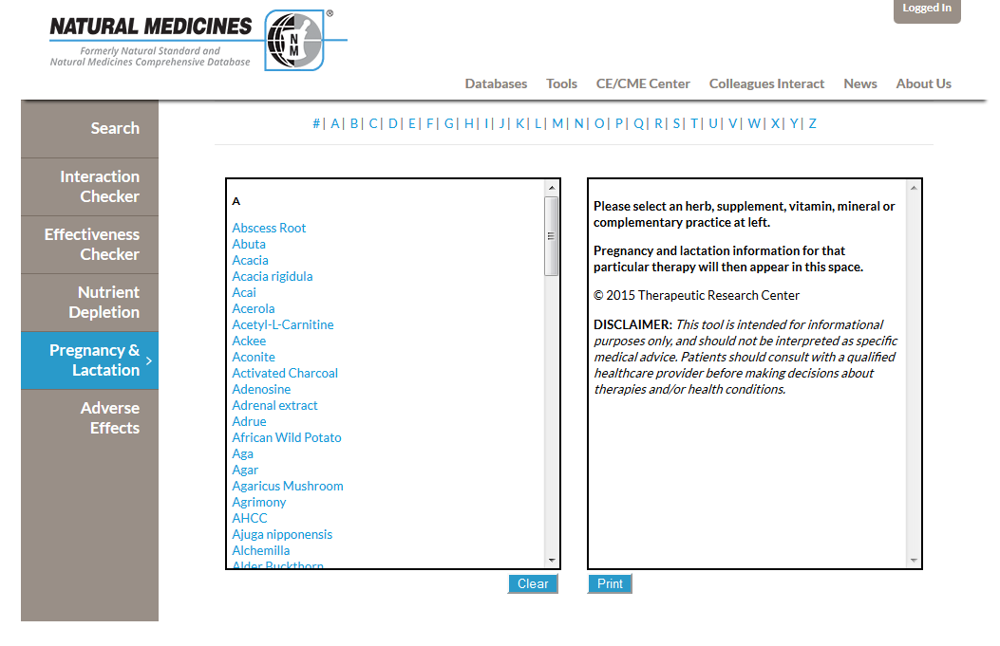 Logged In
NATURAL MEDICINES ®
NM
Formerly Natural Standard and
Natural Medicines Comprehensive Database
Databases Tools CE/CME Center Colleagues Interact News About Us
Search
Interaction
Checker
Effectiveness
Checker
Nutrient
Depletion
Pregnancy & >
Lactation
Adverse
Effects
#| A| B| C| D| E| F| G| H| I| J| K| L| M| N| O| P| Q| R| S| T| U| V| W| X| Y| Z
A
Abscess Root
Abuta
Acacia
Acacia rigidula
Acai
Acerola
Acetyl-L-Carnitine
Ackee
Aconite
Activated Charcoal
Adenosine
Adrenal extract
Adrue
African Wild Potato
Aga
Agar
Agaricus Mushroom
Agrimony
AHCC
Ajuga nipponensis
Alchemilla
Alder Buckthorn
Clear
Please select an herb, supplement, vitamin, mineral or
complementary practice at left.
Pregnancy and lactation information for that
particular therapy will then appear in this space.
© 2015 Therapeutic Research Center
DISCLAIMER: This tool is intended for informational
purposes only, and should not be interpreted as specific
medical advice. Patients should consult with a qualified
healthcare provider before making decisions about
therapies and/or health conditions.
Print